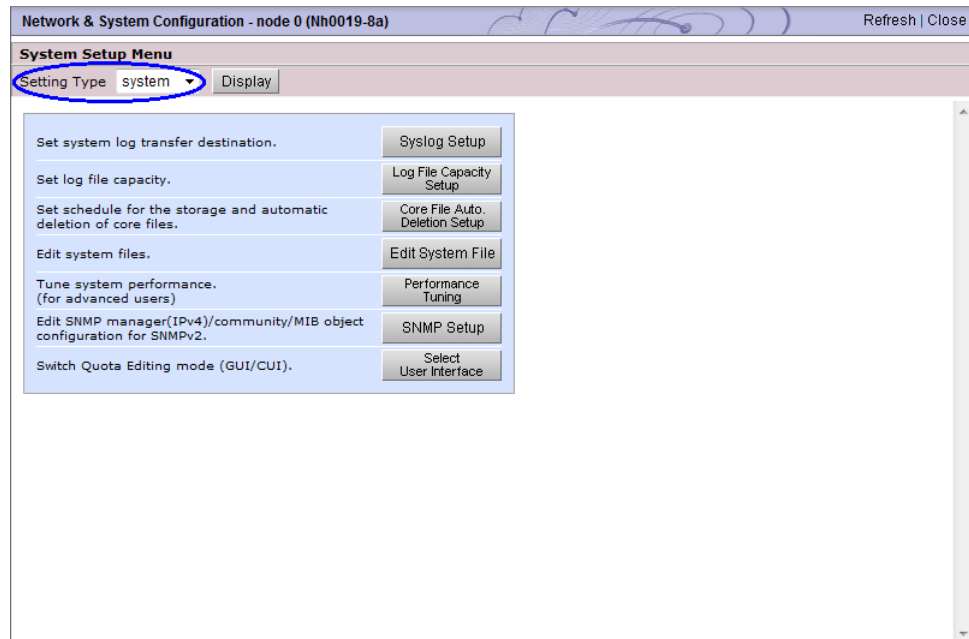 Network & System Configuration - node 0 (Nh0019-8a)
Refresh | Close
System Setup Menu
Setting Type system Display
Set system log transfer destination.
Syslog Setup
Set log file capacity.
Log File Capacity
Setup
Set schedule for the storage and automatic
deletion of core files.
Core File Auto.
Deletion Setup
Edit system files.
Edit System File
Tune system performance.
(for advanced users)
Performance
Tuning
Edit SNMP manager(IPv4)/community/MIB object
configuration for SNMPv2.
SNMP Setup
Switch Quota Editing mode (GUI/CUI).
Select
User Interface